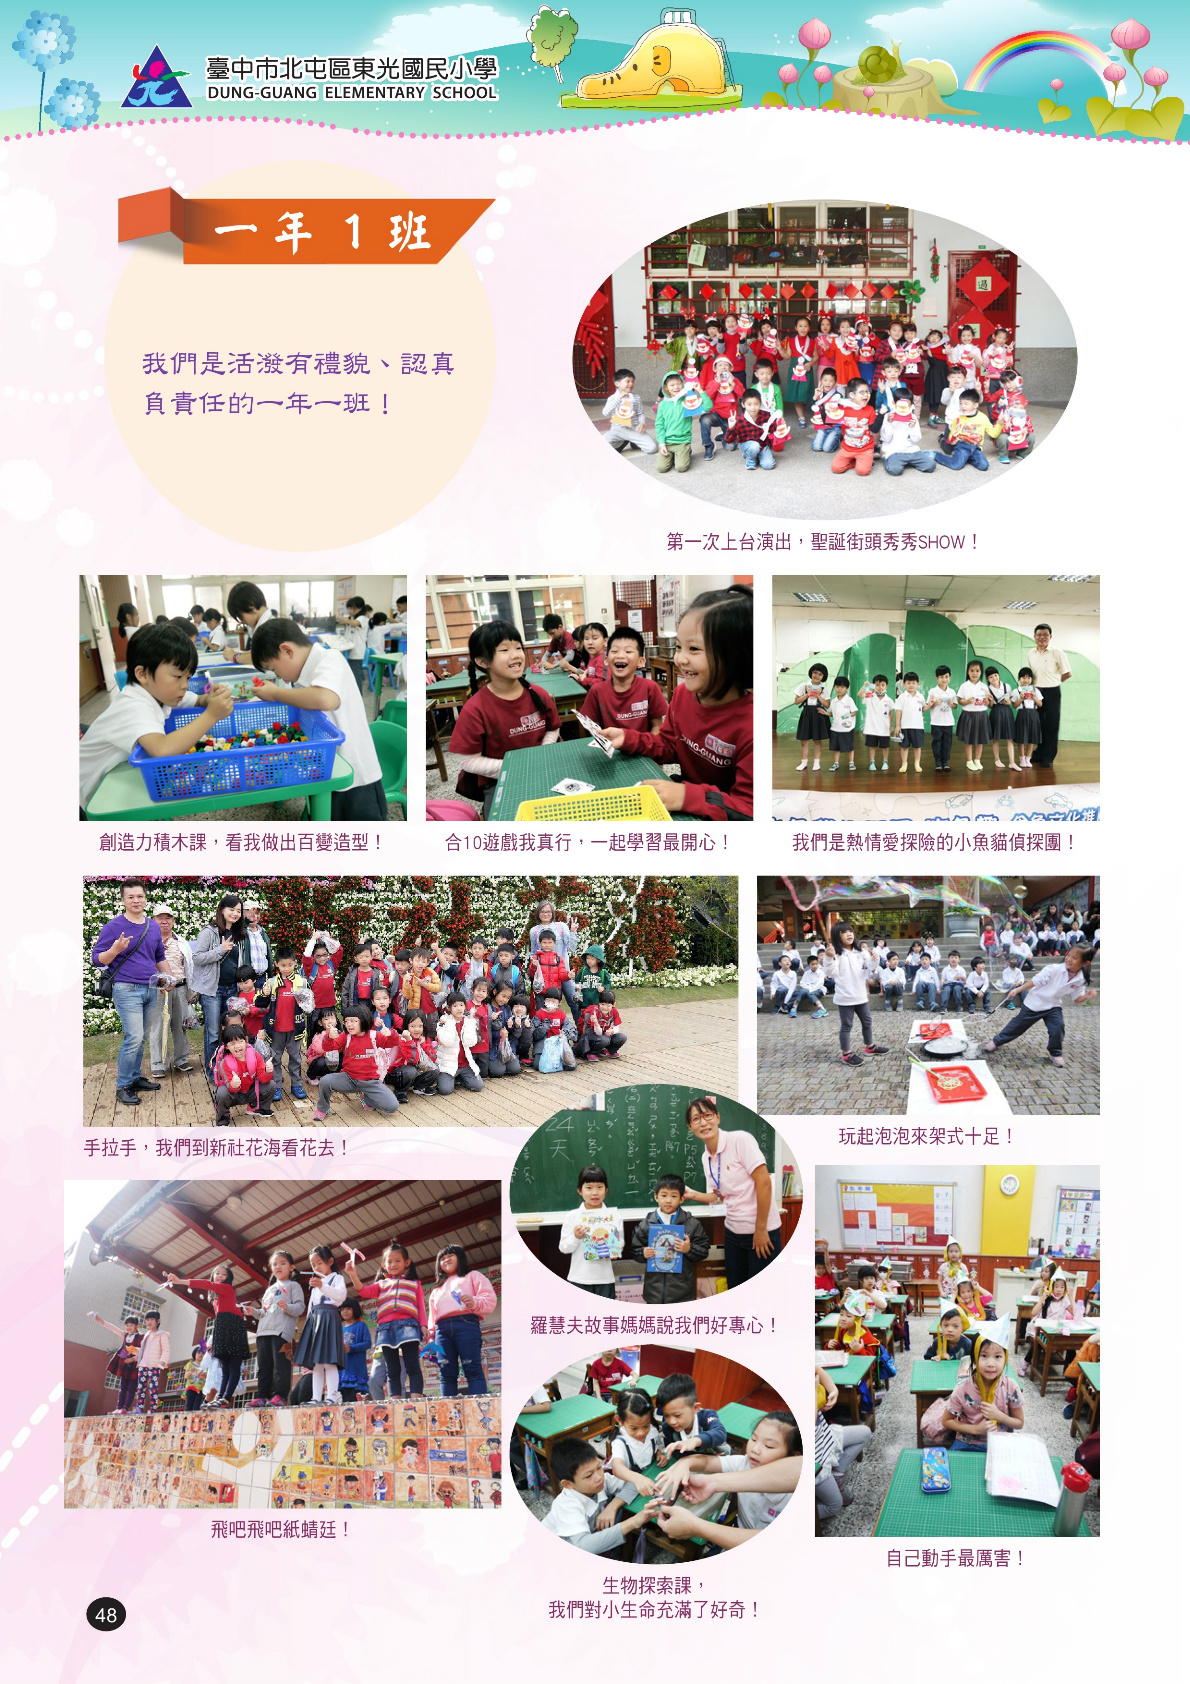 臺中市北屯區東光國民小學
DUNG-GUANG ELEMENTARY SCHOOL
一年 1 班
我們是活潑有禮貌、認真
負責任的一年一班！
過
第一次上台演出，聖誕街頭秀秀SHOW！
DUNG-GUANG
DUNG-GUANG
創造力積木課，看我做出百變造型！
合10遊戲我真行，一起學習最開心！
我們是熱情愛探險的小魚貓偵探團！
手拉手，我們到新社花海看花去！
玩起泡泡來架式十足！
24
天
羅慧夫故事媽媽說我們好專心！
飛吧飛吧紙蜻廷！
自己動手最厲害！
生物探索課，
我們對小生命充滿了好奇！
48